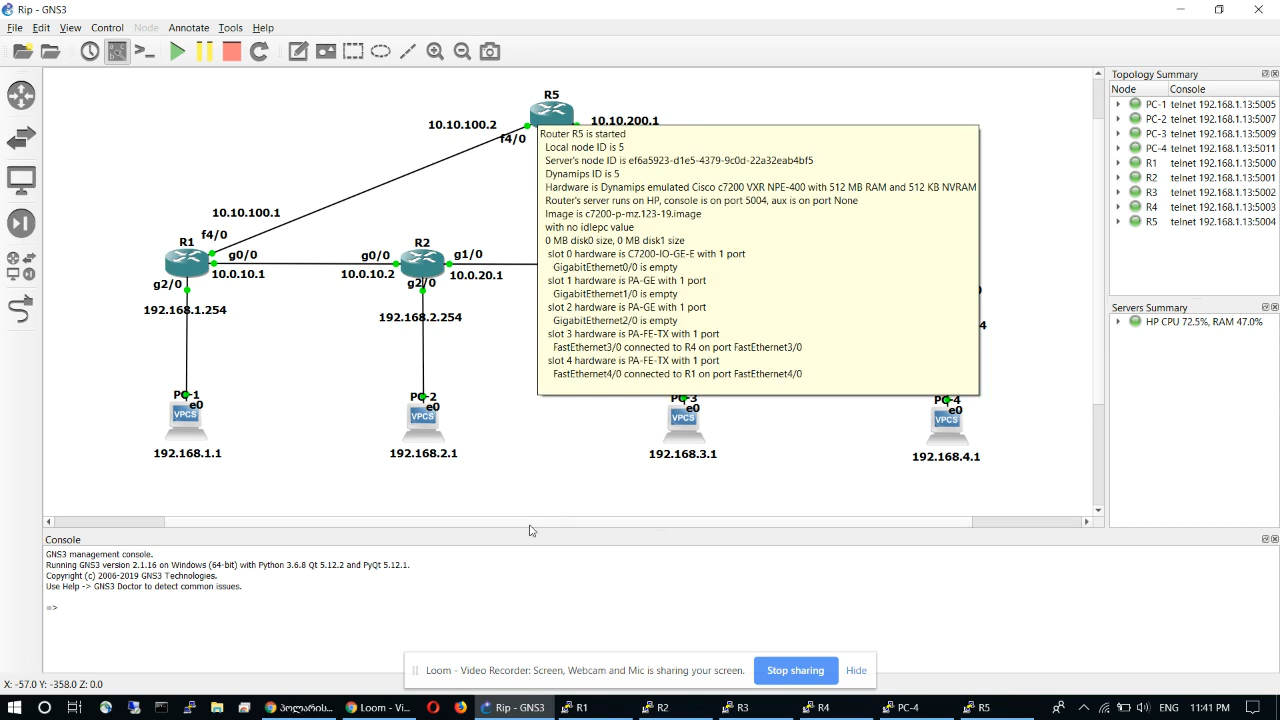 Rip - GNS3
File Edit View Control Node Annotate Tools Help
Topology Summary
Node Console
PC-1 telnet 192.168.1.13:5005
PC-2 telnet 192.168.1.13:5007
PC-3 telnet 192.168.1.13:5009
PC-4 telnet 192.168.1.13:5011
R1 telnet 192.168.1.13:5000
R2 telnet 192.168.1.13:5001
R3 telnet 192.168.1.13:5002
R4 telnet 192.168.1.13:5003
R5 telnet 192.168.1.13:5004
Servers Summary
HP CPU 72.5%, RAM 47.0%
R5
10.10.100.2
10.10.200.1
f4/0
Router R5 is started
Local node ID is 5
Server's node ID is ef6a5923-d1e5-4379-9c0d-22a32eab4bf5
Dynamips ID is 5
Hardware is Dynamips emulated Cisco c7200 VXR NPE-400 with 512 MB RAM and 512 KB NVRAM
Router's server runs on HP, console is on port 5004, aux is on port None
Image is c7200-p-mz.123-19.image
with no idlepc value
0 MB disk0 size, 0 MB disk1 size
slot 0 hardware is C7200-IO-GE-E with 1 port
GigabitEthernet0/0 is empty
slot 1 hardware is PA-GE with 1 port
GigabitEthernet1/0 is empty
slot 2 hardware is PA-GE with 1 port
GigabitEthernet2/0 is empty
slot 3 hardware is PA-FE-TX with 1 port
FastEthernet3/0 connected to R4 on port FastEthernet3/0
slot 4 hardware is PA-FE-TX with 1 port
FastEthernet4/0 connected to R1 on port FastEthernet4/0
10.10.100.1
f4/0
R1
g0/0
10.0.10.1
g2/0
192.168.1.254
R2
g0/0
g1/0
10.0.10.2
10.0.20.1
g2/0
192.168.2.254
4
PC-1
e0
VPCS
192.168.1.1
PC-2
e0
VPCS
192.168.2.1
PC-3
e0
VPCS
192.168.3.1
PC-4
e0
VPCS
192.168.4.1
Console
GNS3 management console.
Running GNS3 version 2.1.16 on Windows (64-bit) with Python 3.6.8 Qt 5.12.2 and PyQt 5.12.1.
Copyright (c) 2006-2019 GNS3 Technologies.
Use Help -> GNS3 Doctor to detect common issues.
=>
Loom - Video Recorder: Screen, Webcam and Mic is sharing your screen.
Stop sharing
Hide
X: -57.0 Y: -358.0 Z: 0.0
Loom - Vi...
Rip - GNS3
R1
R2
R3
R4
PC-4
R5
ENG
11:41 PM